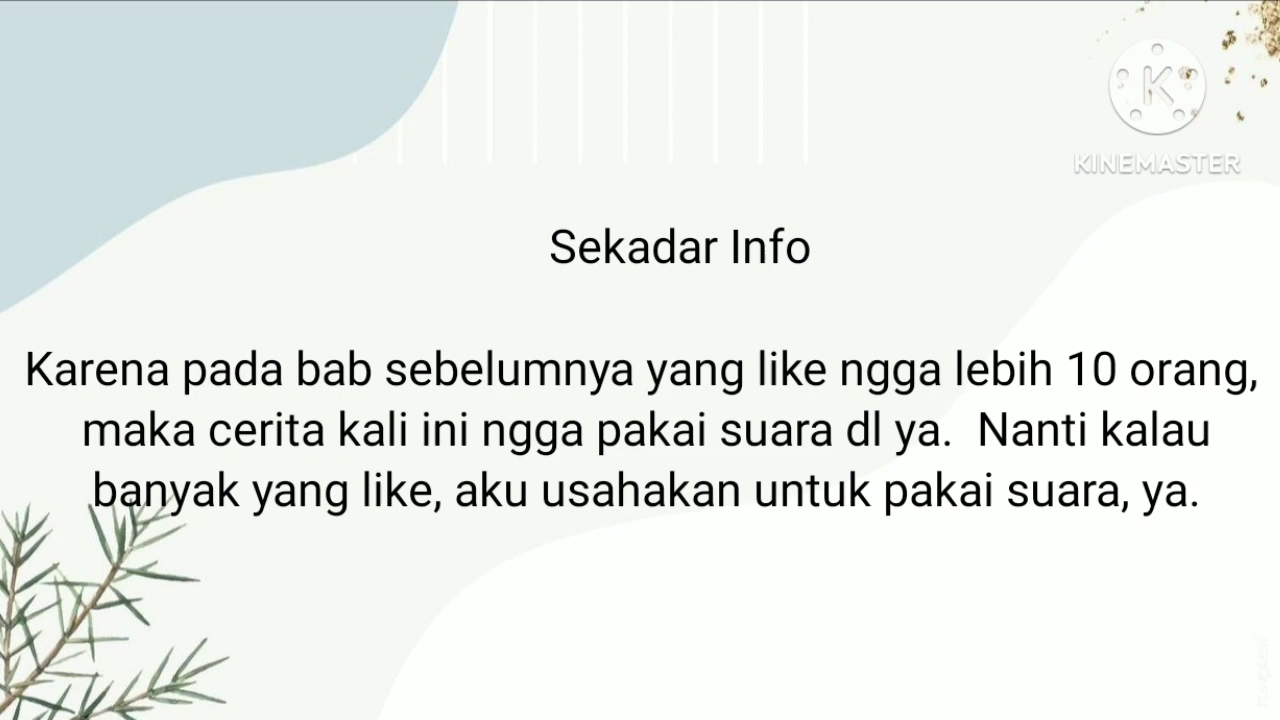 KINEMASTER
Sekadar Info
Karena pada bab sebelumnya yang like ngga lebih 10 orang,
maka cerita kali ini ngga pakai suara dl ya.  Nanti kalau
banyak yang like, aku usahakan untuk pakai suara, ya.